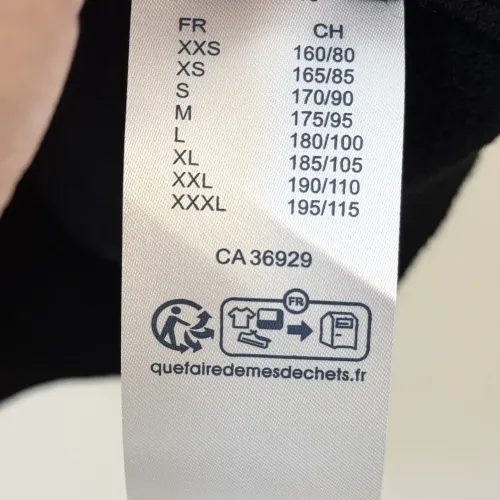 FR CH
XXS 160/80
XS 165/85
S 170/90
M 175/95
L 180/100
XL 185/105
XXL 190/110
XXXL 195/115
CA 36929
FR
quefairedemesdechets.fr